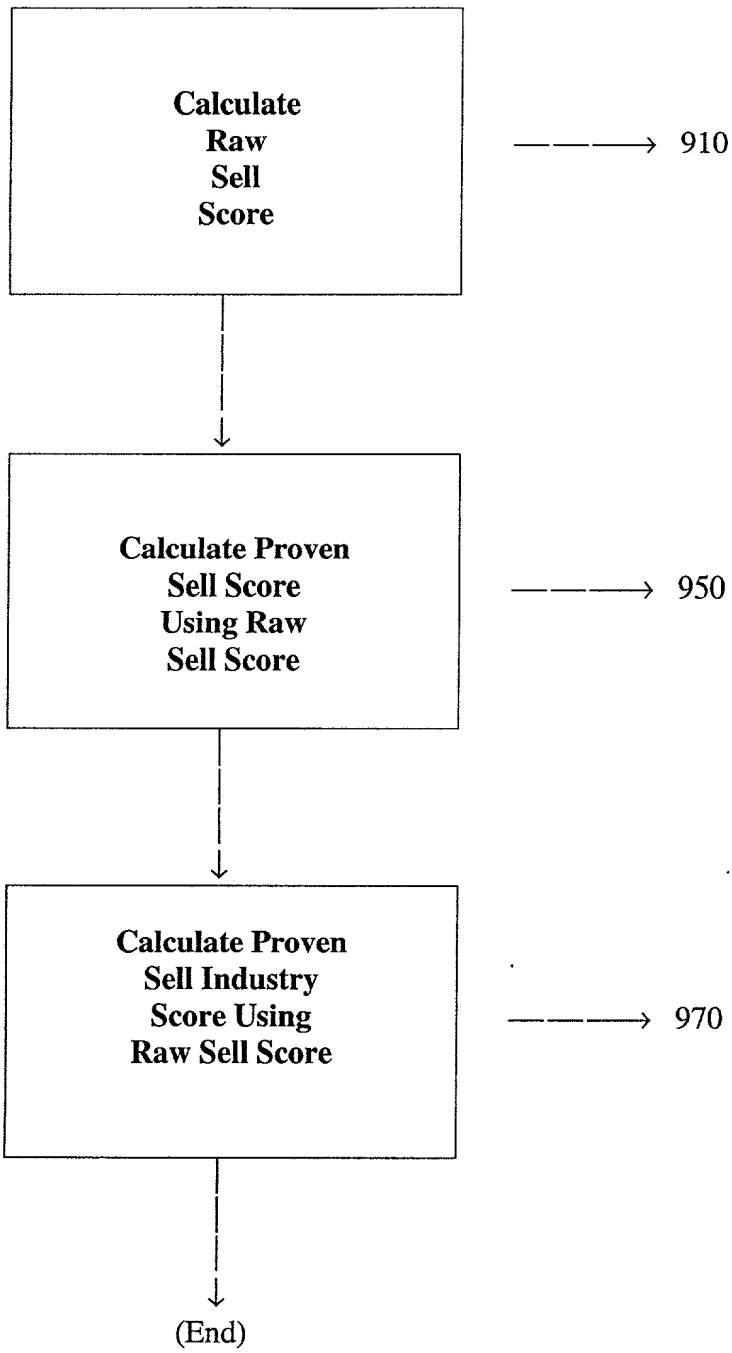 Calculate
Raw
Sell
Score
910
Calculate Proven
Sell Score
Using Raw
Sell Score
950
Calculate Proven
Sell Industry
Score Using
Raw Sell Score
970
(End)